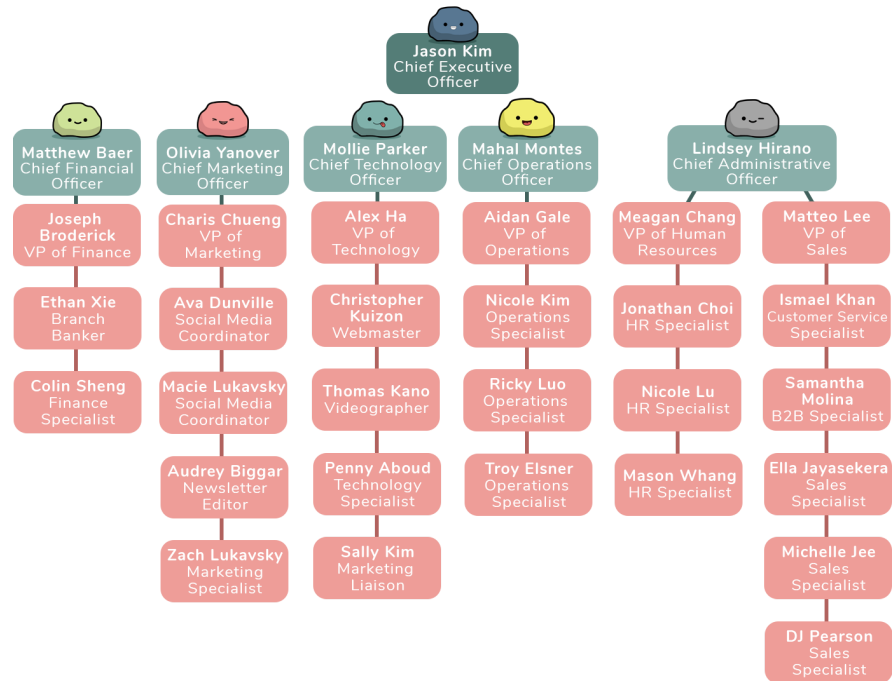 Jason Kim
Chief Executive
Officer
Matthew Baer
Chief Financial
Officer
Olivia Yanover
Chief Marketing
Officer
Mollie Parker
Chief Technology
Officer
Mahal Montes
Chief Operations
Officer
Lindsey Hirano
Chief Administrative
Officer
Joseph
Broderick
VP of Finance
Ethan Xie
Branch
Banker
Colin Sheng
Finance
Specialist
Charis Chueng
VP of
Marketing
Ava Dunville
Social Media
Coordinator
Macie Lukavsky
Social Media
Coordinator
Audrey Biggar
Newsletter
Editor
Zach Lukavsky
Marketing
Specialist
Alex Ha
VP of
Technology
Christopher
Kuizon
Webmaster
Thomas Kano
Videographer
Penny Aboud
Technology
Specialist
Sally Kim
Marketing
Liaison
Aidan Gale
VP of
Operations
Nicole Kim
Operations
Specialist
Ricky Luo
Operations
Specialist
Troy Elsner
Operations
Specialist
Meagan Chang
VP of Human
Resources
Jonathan Choi
HR Specialist
Nicole Lu
HR Specialist
Mason Whang
HR Specialist
Matteo Lee
VP of
Sales
Ismael Khan
Customer Service
Specialist
Samantha
Molina
B2B Specialist
Ella Jayasekera
Sales
Specialist
Michelle Jee
Sales
Specialist
DJ Pearson
Sales
Specialist